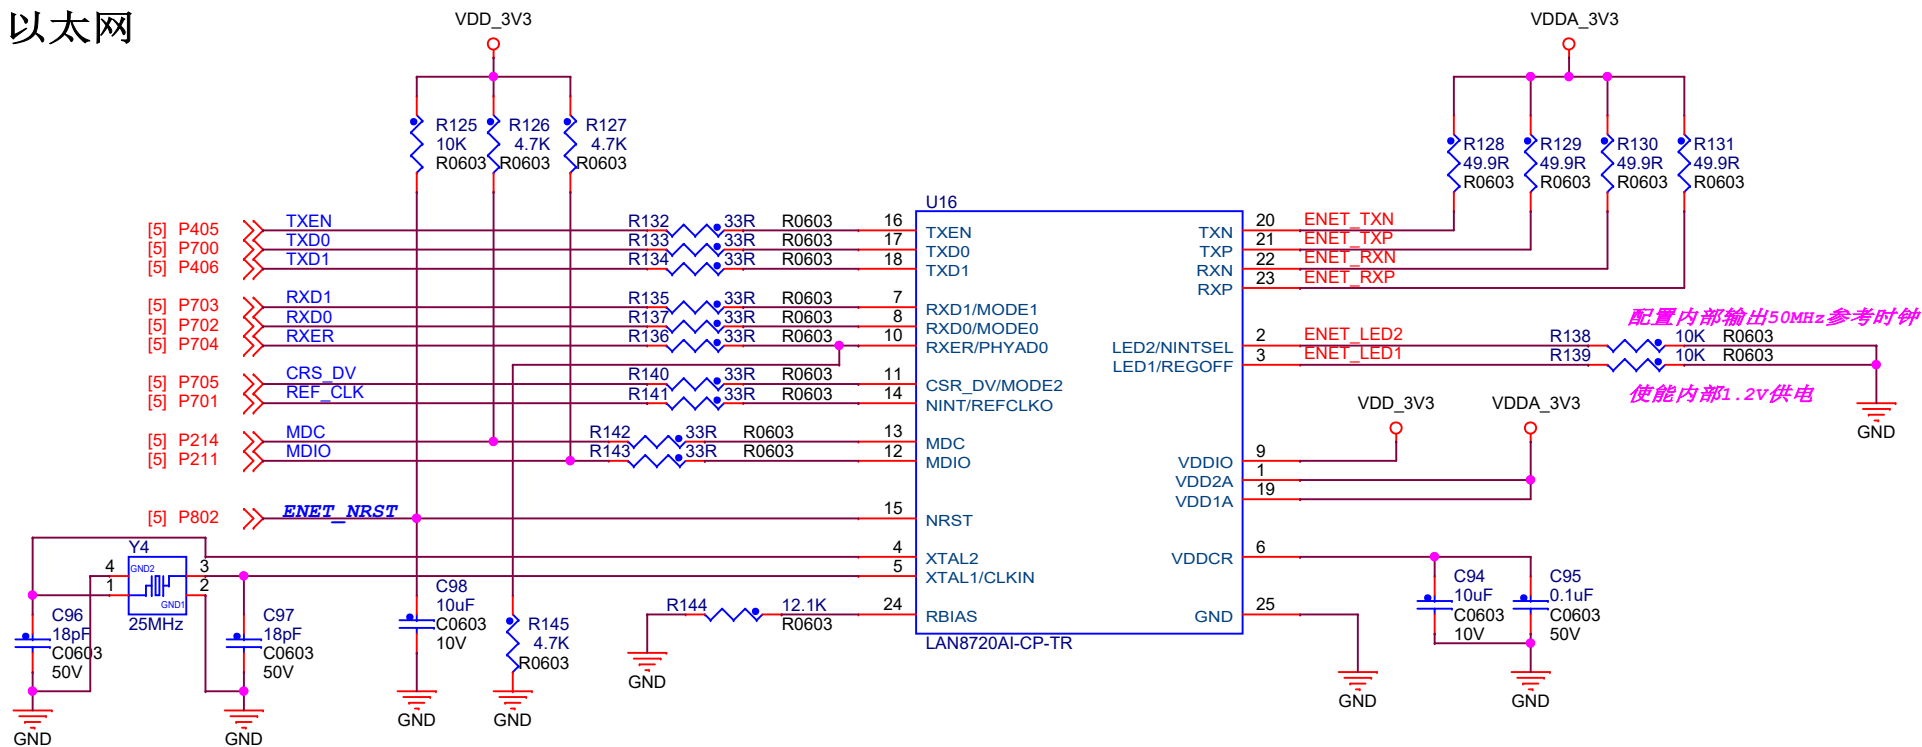 以太网
VDD_3V3
VDDA_3V3
R125
10K
R0603
R126
4.7K
R0603
R127
4.7K
R0603
R128
49.9R
R0603
R129
49.9R
R0603
R130
49.9R
R0603
R131
49.9R
R0603
U16
[5] P405 TXEN R132 33R R0603 16 TXEN
[5] P700 TXD0 R133 33R R0603 17 TXD0
[5] P406 TXD1 R134 33R R0603 18 TXD1
[5] P703 RXD1 R135 33R R0603 7 RXD1/MODE1
[5] P702 RXD0 R137 33R R0603 8 RXD0/MODE0
[5] P704 RXER R136 33R R0603 10 RXER/PHYAD0
[5] P705 CRS_DV R140 33R R0603 11 CSR_DV/MODE2
[5] P701 REF_CLK R141 33R R0603 14 NINT/REFCLKO
[5] P214 MDC R142 33R R0603 13 MDC
[5] P211 MDIO R143 33R R0603 12 MDIO
[5] P802 ENET_NRST 15 NRST
4 XTAL2
5 XTAL1/CLKIN
R144 12.1K R0603 24 RBIAS
GND
LAN8720AI-CP-TR
TXN 20 ENET_TXN
TXP 21 ENET_TXP
RXN 22 ENET_RXN
RXP 23 ENET_RXP
配置内部输出50MHz参考时钟
LED2/NINTSEL 2 ENET_LED2 R138 10K R0603
LED1/REGOFF 3 ENET_LED1 R139 10K R0603
使能内部1.2V供电
GND
VDD_3V3
VDDA_3V3
VDDIO 9
VDD2A 1
VDD1A 19
VDDCR 6
GND 25
GND
C94
10uF
C0603
10V
C95
0.1uF
C0603
50V
GND
Y4
4 GND2 3
1 GND1 2
25MHz
C96
18pF
C0603
50V
GND
C97
18pF
C0603
50V
GND
C98
10uF
C0603
10V
GND
R145
4.7K
R0603
GND